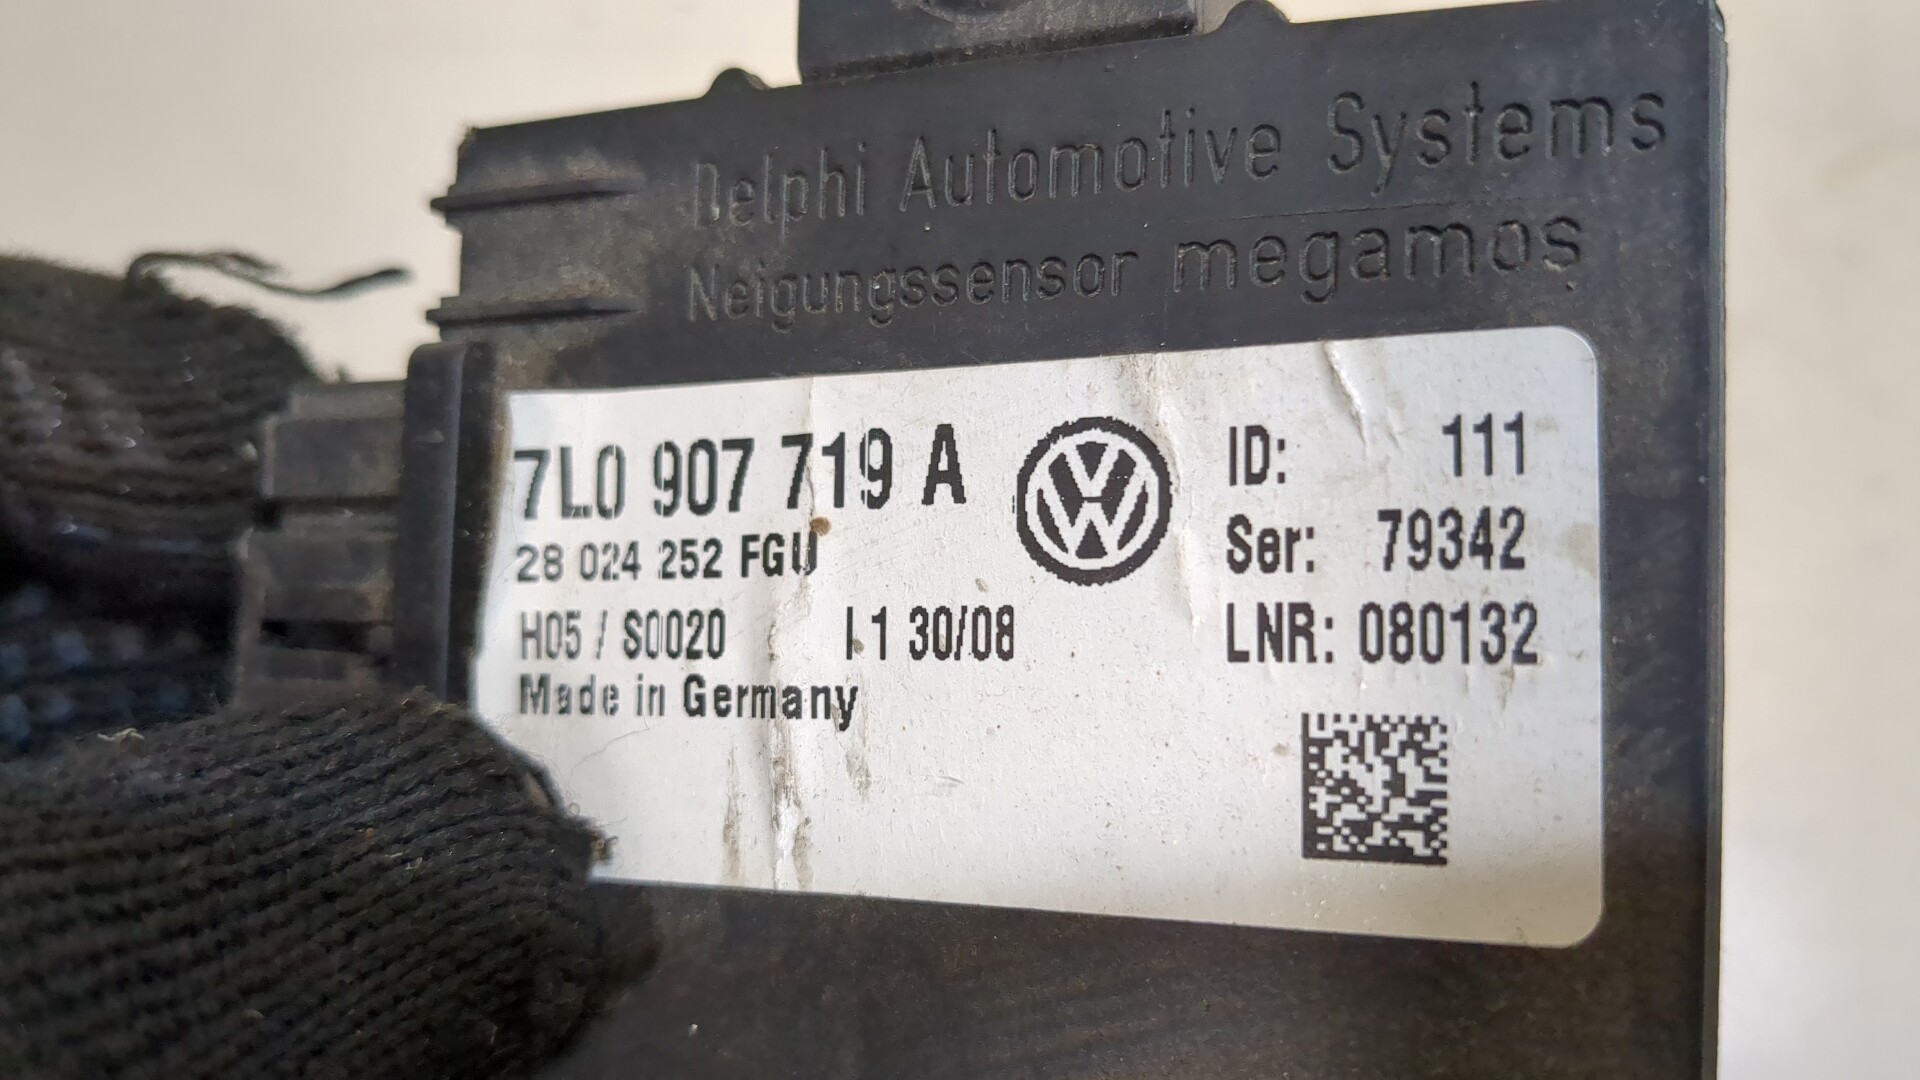 Delphi Automotive Systems
Neigungssensor megamos
7L0 907 719 A
28 024 252 FGU
H05 / S0020 I 1 30/08
Made in Germany
ID: 111
Ser: 79342
LNR: 080132